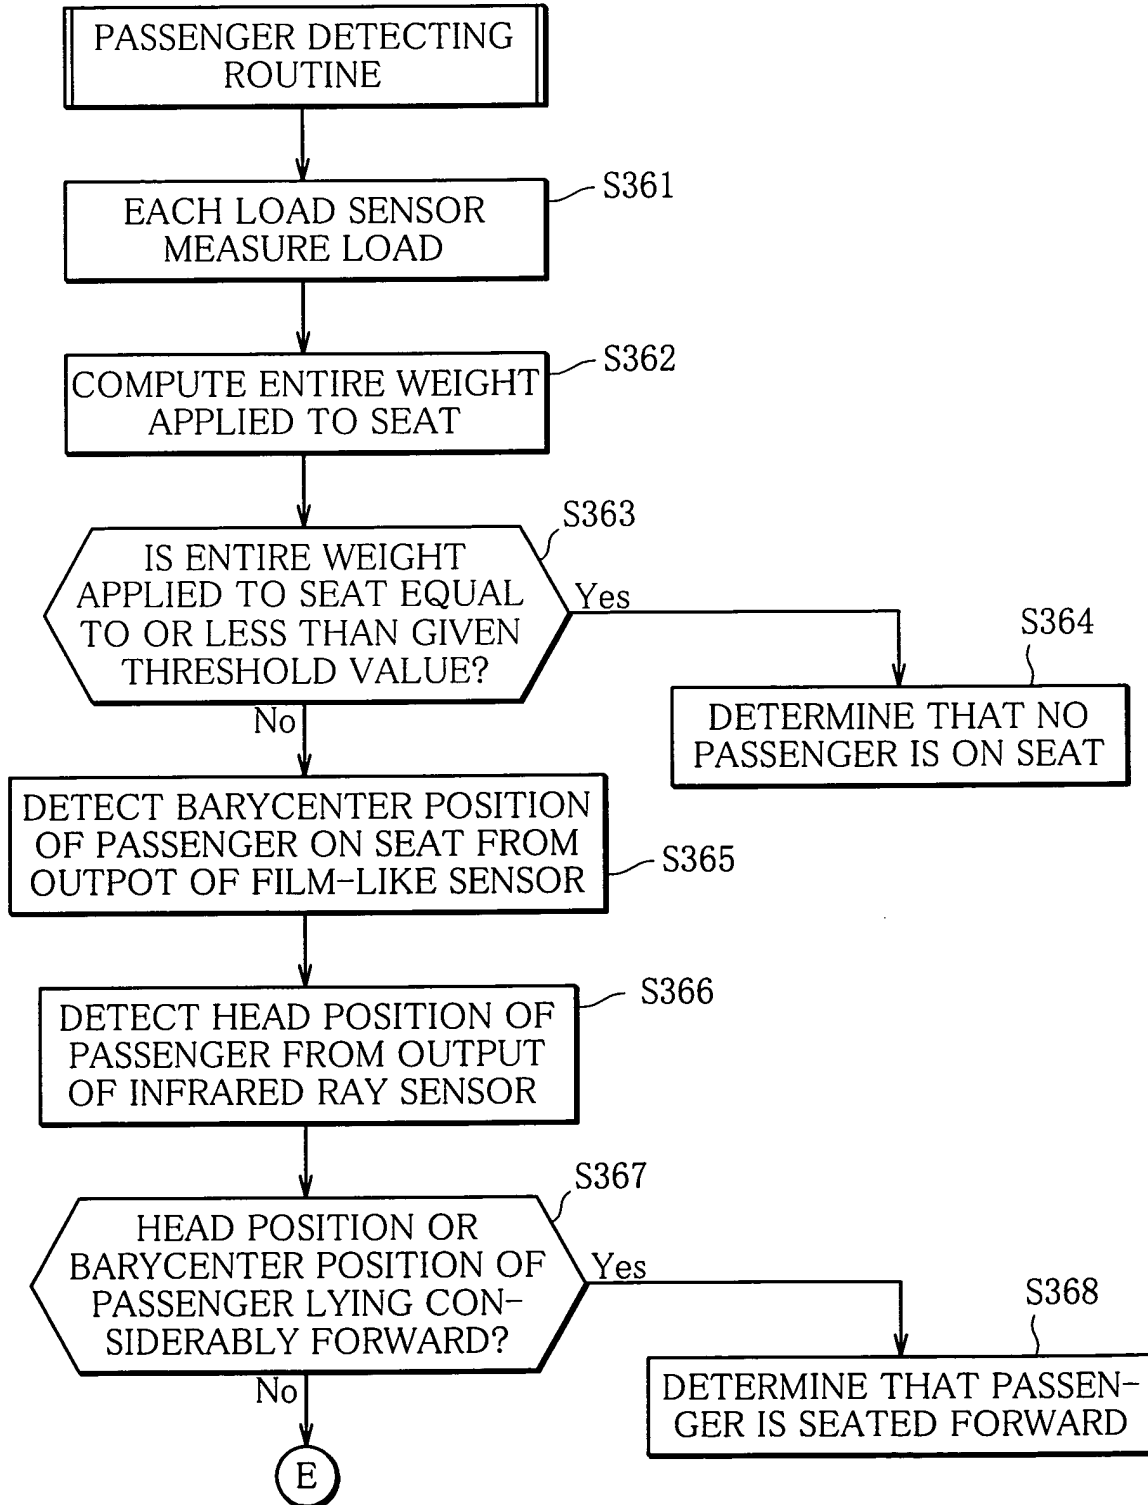 PASSENGER DETECTING
ROUTINE
S361
EACH LOAD SENSOR
MEASURE LOAD
S362
COMPUTE ENTIRE WEIGHT
APPLIED TO SEAT
S363
IS ENTIRE WEIGHT
APPLIED TO SEAT EQUAL
TO OR LESS THAN GIVEN
THRESHOLD VALUE?
Yes
No
S364
DETERMINE THAT NO
PASSENGER IS ON SEAT
DETECT BARYCENTER POSITION
OF PASSENGER ON SEAT FROM
OUTPOT OF FILM-LIKE SENSOR
S365
S366
DETECT HEAD POSITION OF
PASSENGER FROM OUTPUT
OF INFRARED RAY SENSOR
S367
HEAD POSITION OR
BARYCENTER POSITION OF
PASSENGER LYING CON-
SIDERABLY FORWARD?
Yes
No
S368
DETERMINE THAT PASSEN-
GER IS SEATED FORWARD
E